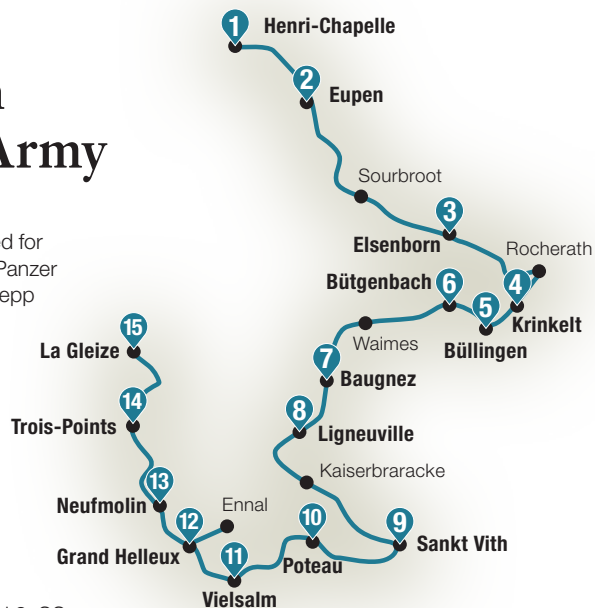 1 Henri-Chapelle
2 Eupen
Army
Sourbroot
ed for
Panzer
epp
3
Elsenborn
Rocherath
Bütgenbach 6
5
4
Krinkelt
Büllingen
15
La Gleize
Waimes
7
Baugnez
14
Trois-Points
8
Ligneuville
Kaiserbraracke
13
Neufmolin
Ennal
12
Grand Helleux
10
Poteau
9
Sankt Vith
11
Vielsalm